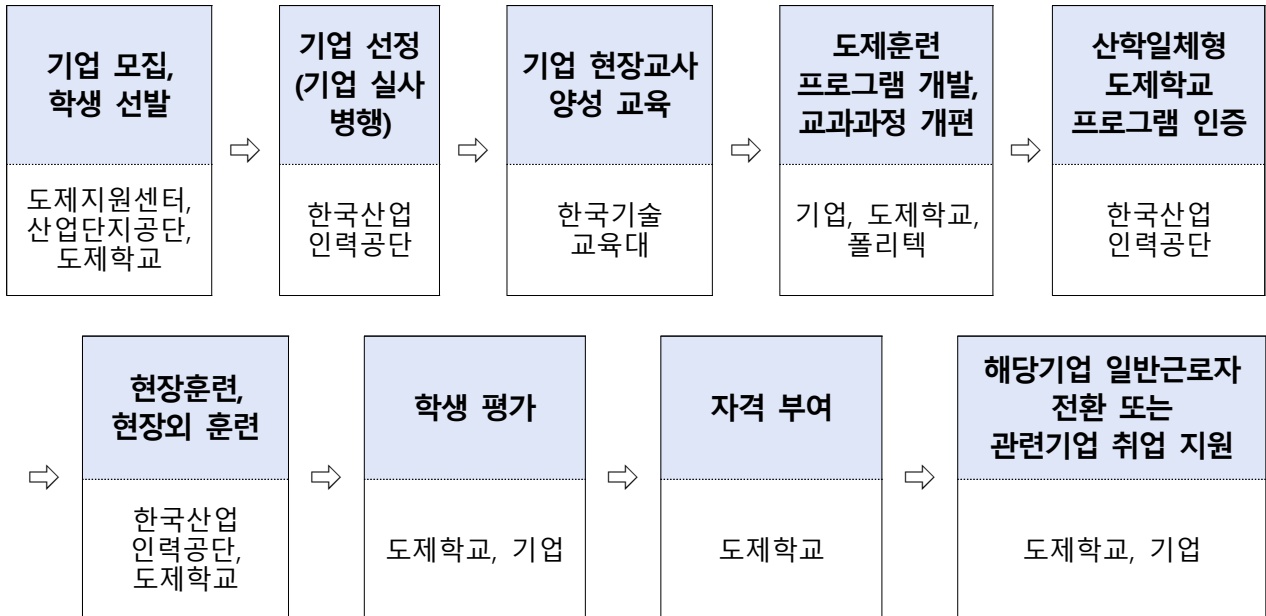 기업 모집,
학생 선발
도제지원센터,
산업단지공단,
도제학교
⇨
기업 선정
(기업 실사
병행)
한국산업
인력공단
⇨
기업 현장교사
양성 교육
한국기술
교육대
⇨
도제훈련
프로그램 개발,
교과과정 개편
기업, 도제학교,
폴리텍
⇨
산학일체형
도제학교
프로그램 인증
한국산업
인력공단
⇨
현장훈련,
현장외 훈련
한국산업
인력공단,
도제학교
⇨
학생 평가
도제학교, 기업
⇨
자격 부여
도제학교
⇨
해당기업 일반근로자
전환 또는
관련기업 취업 지원
도제학교, 기업